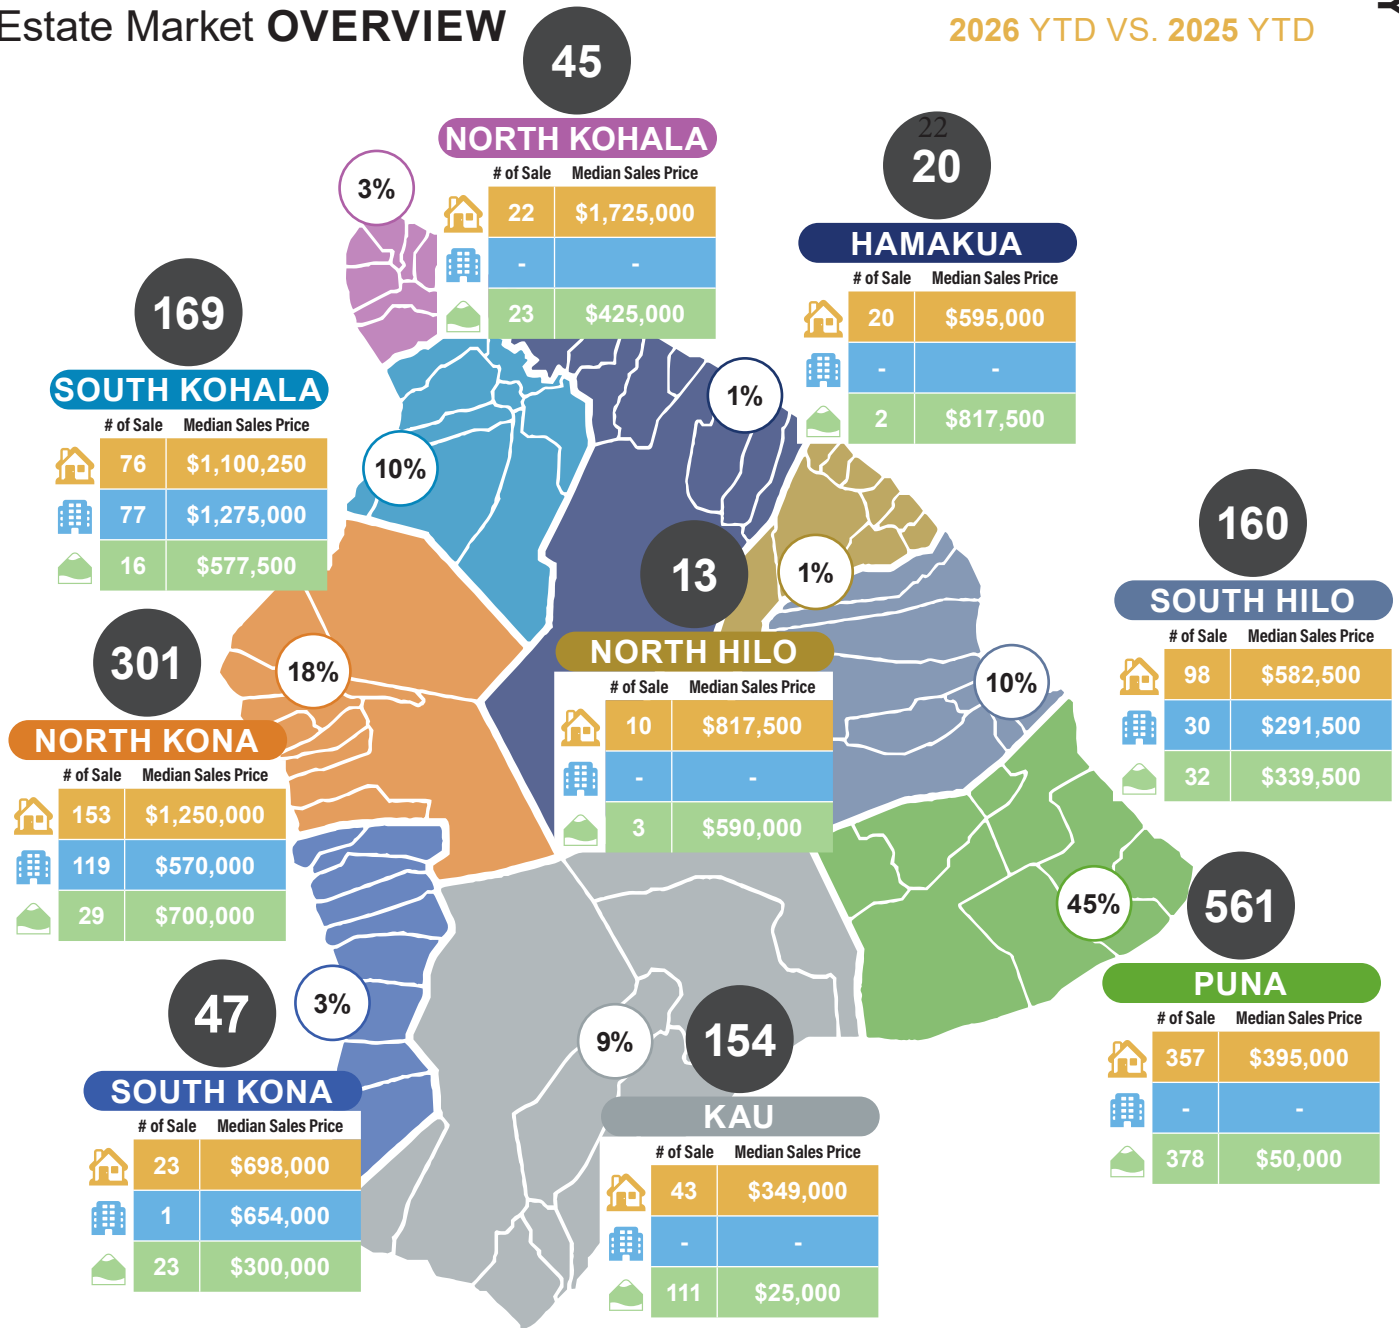 Estate Market OVERVIEW
2026 YTD VS. 2025 YTD
45
NORTH KOHALA
# of Sale Median Sales Price
22 $1,725,000
- -
23 $425,000
3%
22
20
HAMAKUA
# of Sale Median Sales Price
20 $595,000
- -
2 $817,500
1%
169
SOUTH KOHALA
# of Sale Median Sales Price
76 $1,100,250
77 $1,275,000
16 $577,500
10%
160
SOUTH HILO
# of Sale Median Sales Price
98 $582,500
30 $291,500
32 $339,500
10%
13
1%
NORTH HILO
# of Sale Median Sales Price
10 $817,500
- -
3 $590,000
301
18%
NORTH KONA
# of Sale Median Sales Price
153 $1,250,000
119 $570,000
29 $700,000
45%
561
PUNA
# of Sale Median Sales Price
357 $395,000
- -
378 $50,000
47
3%
SOUTH KONA
# of Sale Median Sales Price
23 $698,000
1 $654,000
23 $300,000
9%
154
KAU
# of Sale Median Sales Price
43 $349,000
- -
111 $25,000